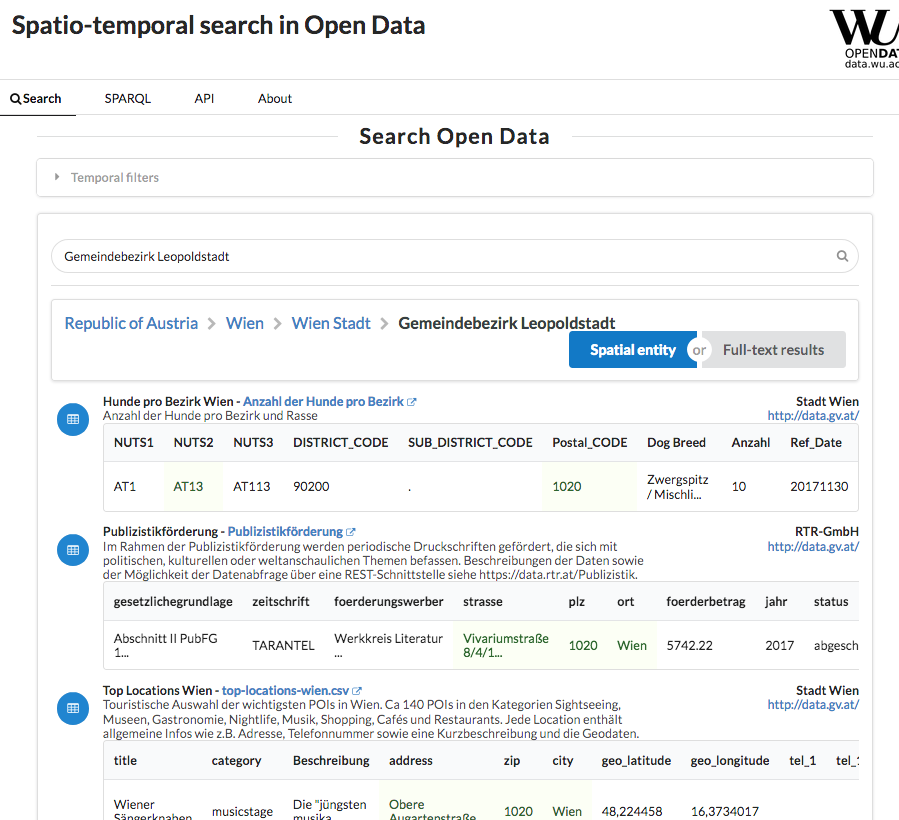 Spatio-temporal search in Open Data
WU
OPENDAT
data.wu.ac
Search SPARQL API About
Search Open Data
Temporal filters
Gemeindebezirk Leopoldstadt
Republic of Austria > Wien > Wien Stadt > Gemeindebezirk Leopoldstadt
Spatial entity or Full-text results
Hunde pro Bezirk Wien - Anzahl der Hunde pro Bezirk Stadt Wien
Anzahl der Hunde pro Bezirk und Rasse http://data.gv.at/
NUTS1 NUTS2 NUTS3 DISTRICT_CODE SUB_DISTRICT_CODE Postal_CODE Dog Breed Anzahl Ref_Date
AT1 AT13 AT113 90200 . 1020 Zwergspitz 10 20171130
/ Mischli...
Publizistikförderung - Publizistikförderung RTR-GmbH
Im Rahmen der Publizistikförderung werden periodische Druckschriften gefördert, die sich mit http://data.gv.at/
politischen, kulturellen oder weltanschaulichen Themen befassen. Beschreibungen der Daten sowie
der Möglichkeit der Datenabfrage über eine REST-Schnittstelle siehe https://data.rtr.at/Publizistik.
gesetzlichegrundlage zeitschrift foerderungswerber strasse plz ort foerderbetrag jahr status
Abschnitt II PubFG TARANTEL Werkkreis Literatur Vivariumstraße 1020 Wien 5742.22 2017 abgesch
1... ... 8/4/1...
Top Locations Wien - top-locations-wien.csv Stadt Wien
Touristische Auswahl der wichtigsten POIs in Wien. Ca 140 POIs in den Kategorien Sightseeing, http://data.gv.at/
Museen, Gastronomie, Nightlife, Musik, Shopping, Cafés und Restaurants. Jede Location enthält
allgemeine Infos wie z.B. Adresse, Telefonnummer sowie eine Kurzbeschreibung und die Geodaten.
title category Beschreibung address zip city geo_latitude geo_longitude tel_1 tel_1
Wiener musicstage Die "jüngsten Obere 1020 Wien 48,224458 16,3734017
Sängerknaben musika Augartenstraße